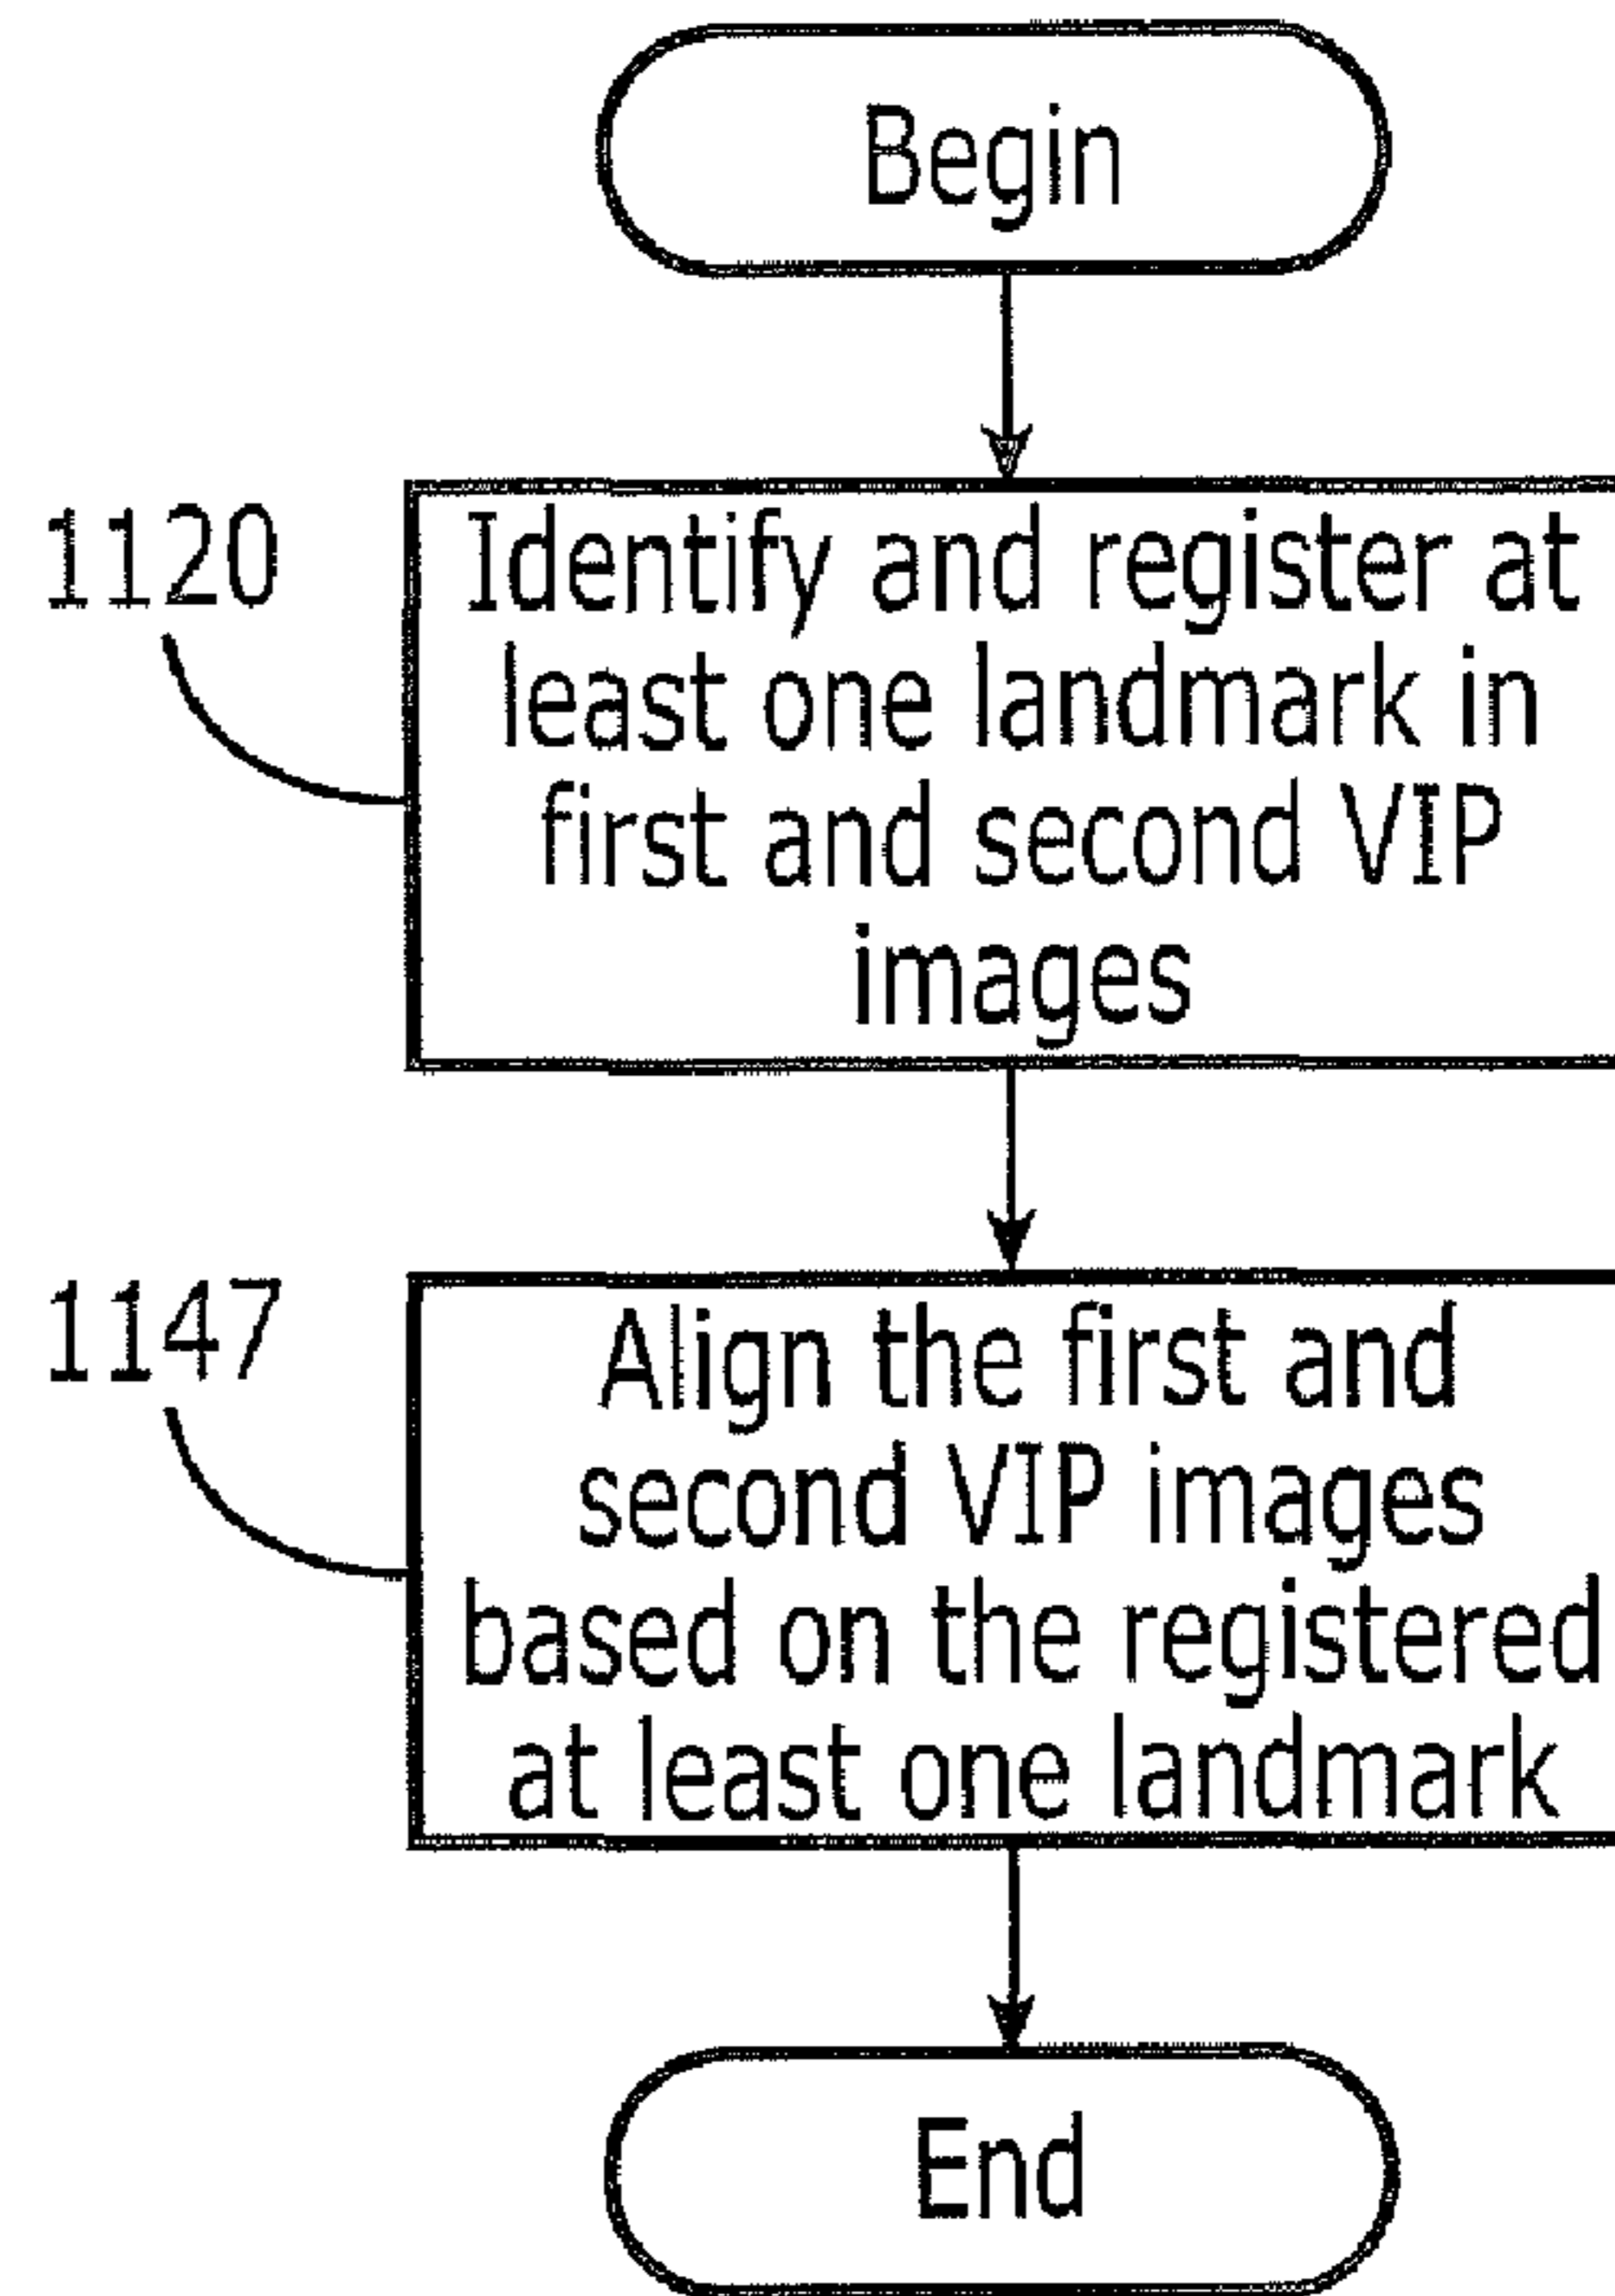 Begin
1120
Identify and register at
least one landmark in
first and second VIP
images
1147
Align the first and
second VIP images
based on the registered
at least one landmark
End